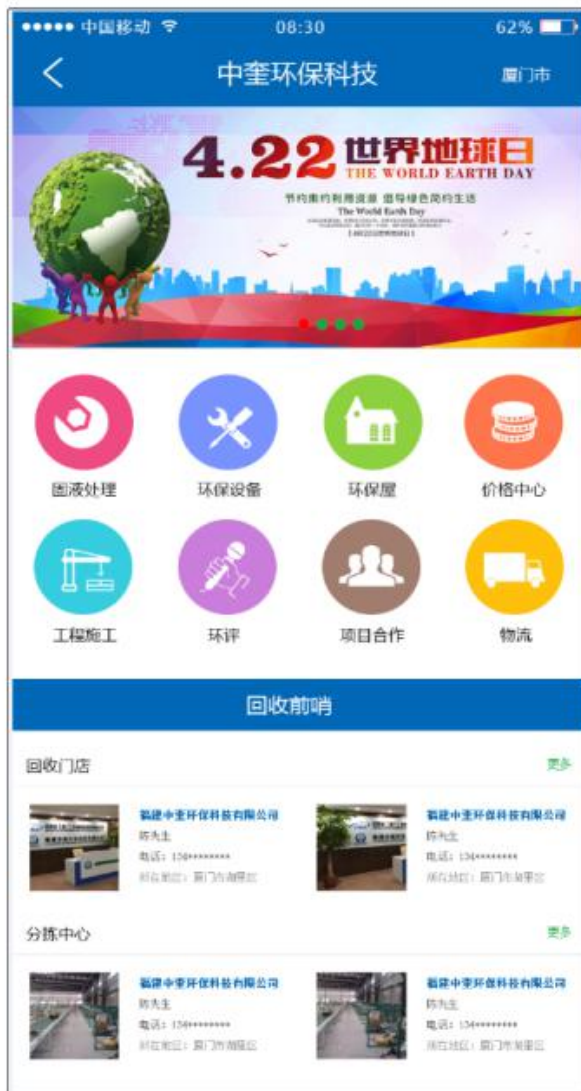 中国移动
08:30
62%
中奎环保科技
厦门市
4.22 世界地球日
THE WORLD EARTH DAY
节约集约利用资源 倡导绿色简约生活
The World Earth Day
固液处理
环保设备
环保屋
价格中心
工程施工
环评
项目合作
物流
回收前哨
回收门店
更多
福建中奎环保科技有限公司
陈先生
电话：134********
所在地区：厦门市湖里区
福建中奎环保科技有限公司
陈先生
电话：134********
所在地区：厦门市湖里区
分拣中心
更多
福建中奎环保科技有限公司
陈先生
电话：134********
所在地区：厦门市湖里区
福建中奎环保科技有限公司
陈先生
电话：134********
所在地区：厦门市湖里区